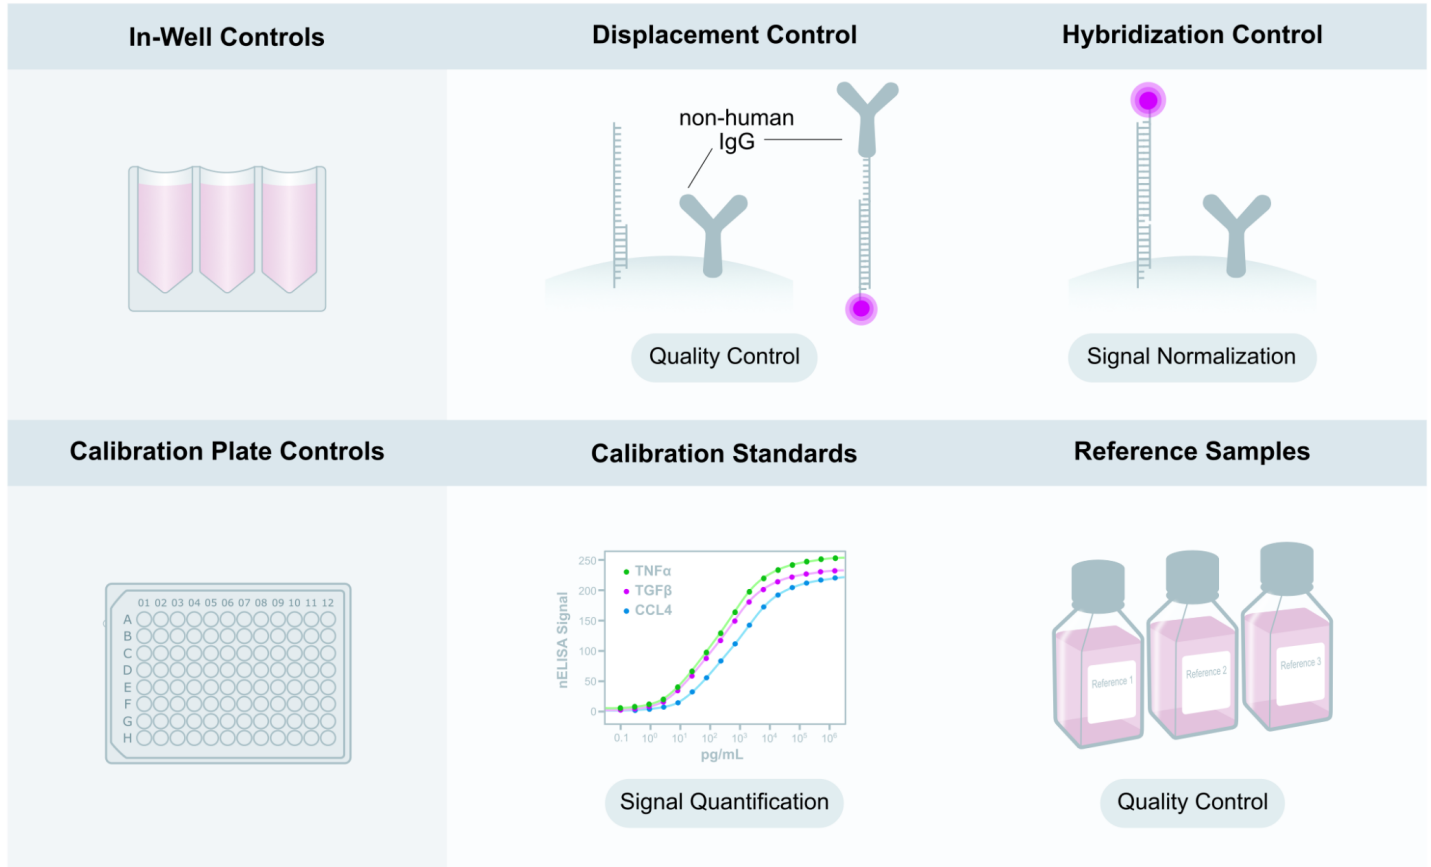 In-Well Controls
Displacement Control
Hybridization Control
non-human
IgG
Quality Control
Signal Normalization
Calibration Plate Controls
Calibration Standards
Reference Samples
01 02 03 04 05 06 07 08 09 10 11 12
A
B
C
D
E
F
G
H
nELISA Signal
250
200
150
100
50
0
TNFα
TGFβ
CCL4
0.1 10⁰ 10¹ 10² 10³ 10⁴ 10⁵ 10⁶
pg/mL
Signal Quantification
Reference 1
Reference 2
Reference 3
Quality Control